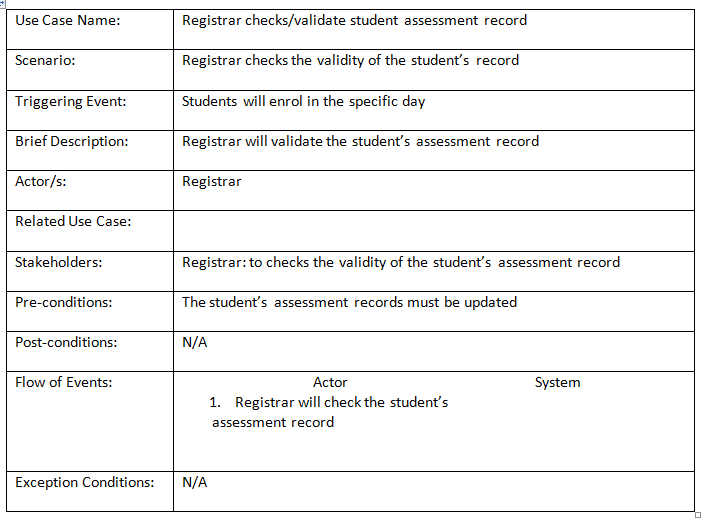 Use Case Name: Registrar checks/validate student assessment record
Scenario: Registrar checks the validity of the student's record
Triggering Event: Students will enrol in the specific day
Brief Description: Registrar will validate the student's assessment record
Actor/s: Registrar
Related Use Case:
Stakeholders: Registrar: to checks the validity of the student's assessment record
Pre-conditions: The student's assessment records must be updated
Post-conditions: N/A
Flow of Events: Actor System
1. Registrar will check the student's
assessment record
Exception Conditions: N/A